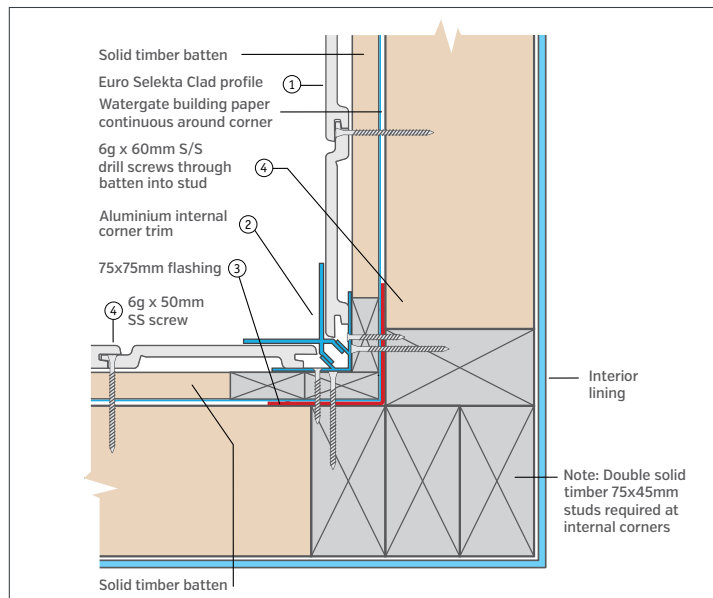 Solid timber batten
Euro Selekta Clad profile
1
Watergate building paper
continuous around corner
6g x 60mm S/S
drill screws through
batten into stud
4
Aluminium internal
corner trim
2
75x75mm flashing
3
4
6g x 50mm
SS screw
Interior
lining
Note: Double solid
timber 75x45mm
studs required at
internal corners
Solid timber batten